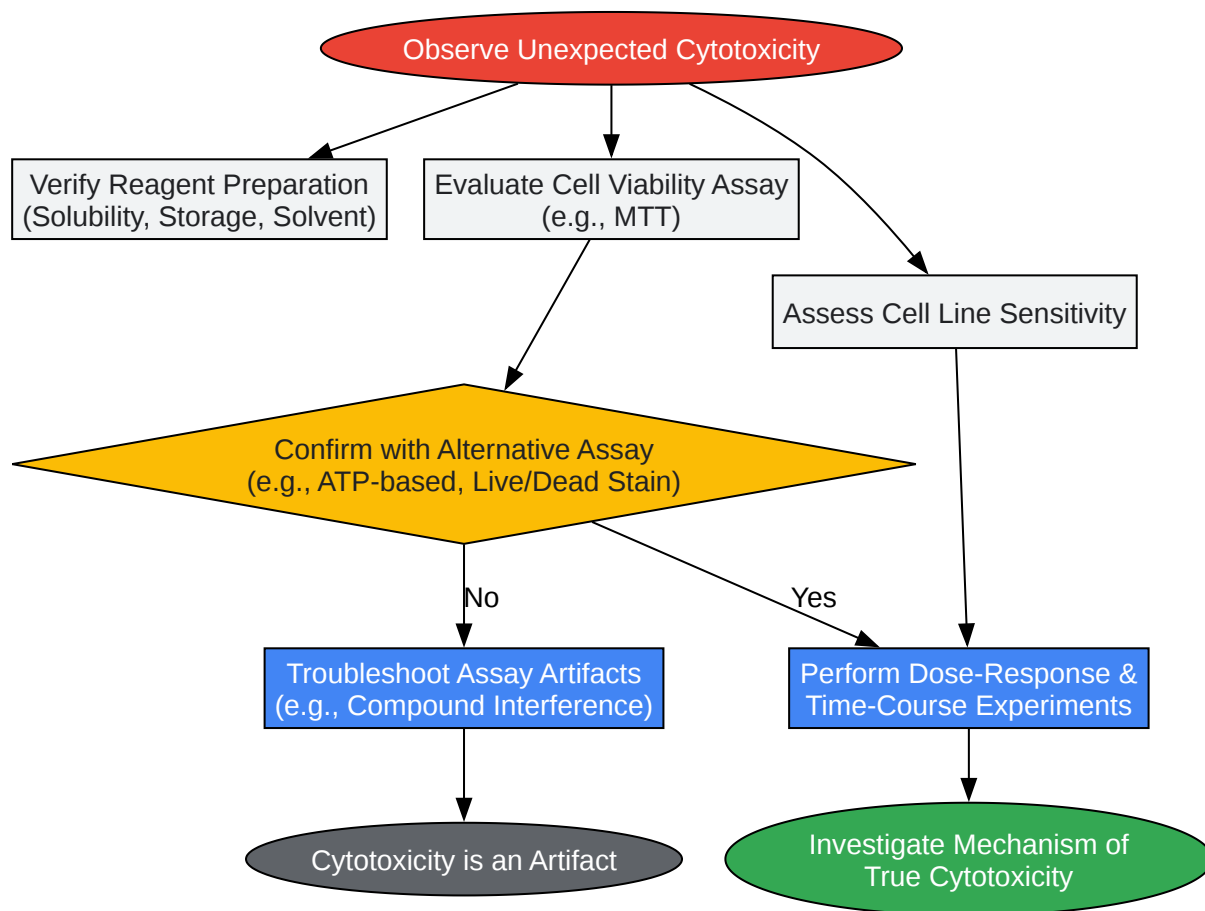 Observe Unexpected Cytotoxicity
Verify Reagent Preparation
(Solubility, Storage, Solvent)
Evaluate Cell Viability Assay
(e.g., MTT)
Assess Cell Line Sensitivity
Confirm with Alternative Assay
(e.g., ATP-based, Live/Dead Stain)
No
Yes
Troubleshoot Assay Artifacts
(e.g., Compound Interference)
Perform Dose-Response &
Time-Course Experiments
Cytotoxicity is an Artifact
Investigate Mechanism of
True Cytotoxicity